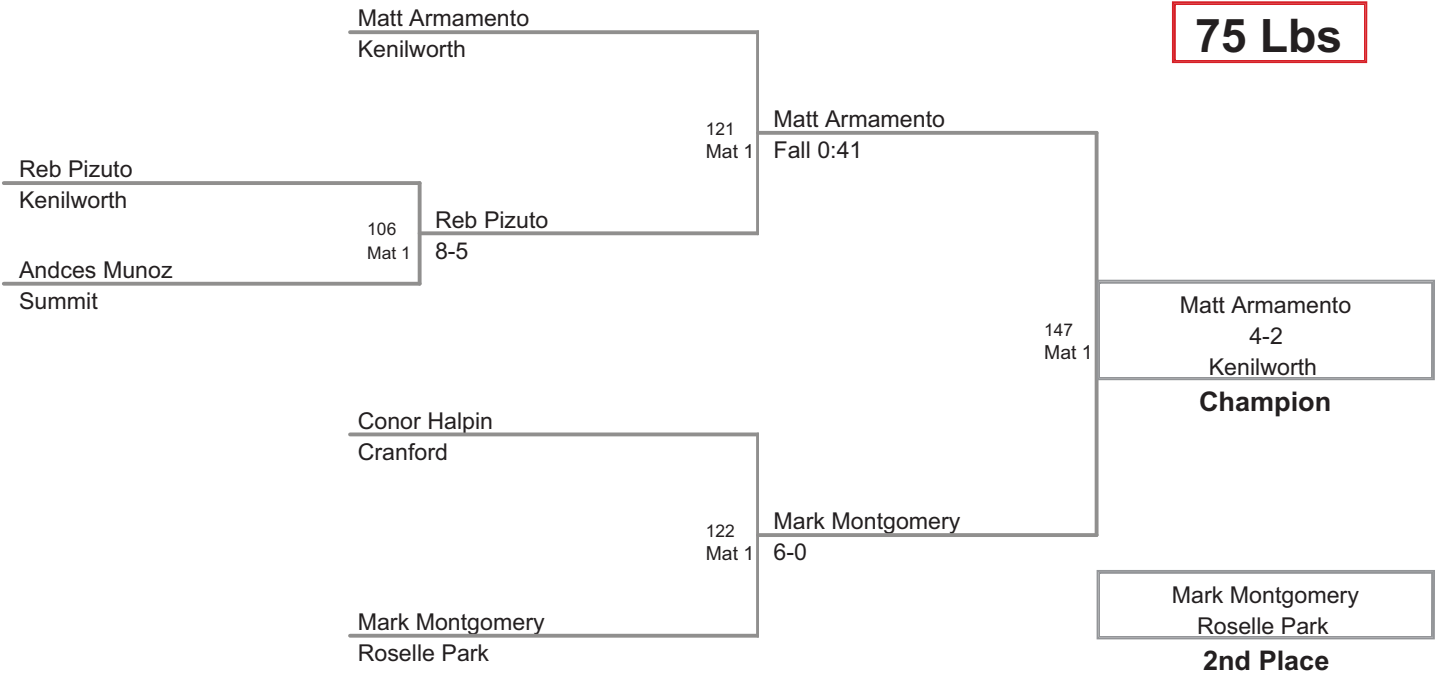 Matt Armamento
Kenilworth
75 Lbs
121
Mat 1
Matt Armamento
Fall 0:41
Reb Pizuto
Kenilworth
106
Mat 1
Reb Pizuto
8-5
Andces Munoz
Summit
147
Mat 1
Matt Armamento
4-2
Kenilworth
Champion
Conor Halpin
Cranford
122
Mat 1
Mark Montgomery
6-0
Mark Montgomery
Roselle Park
Mark Montgomery
Roselle Park
2nd Place